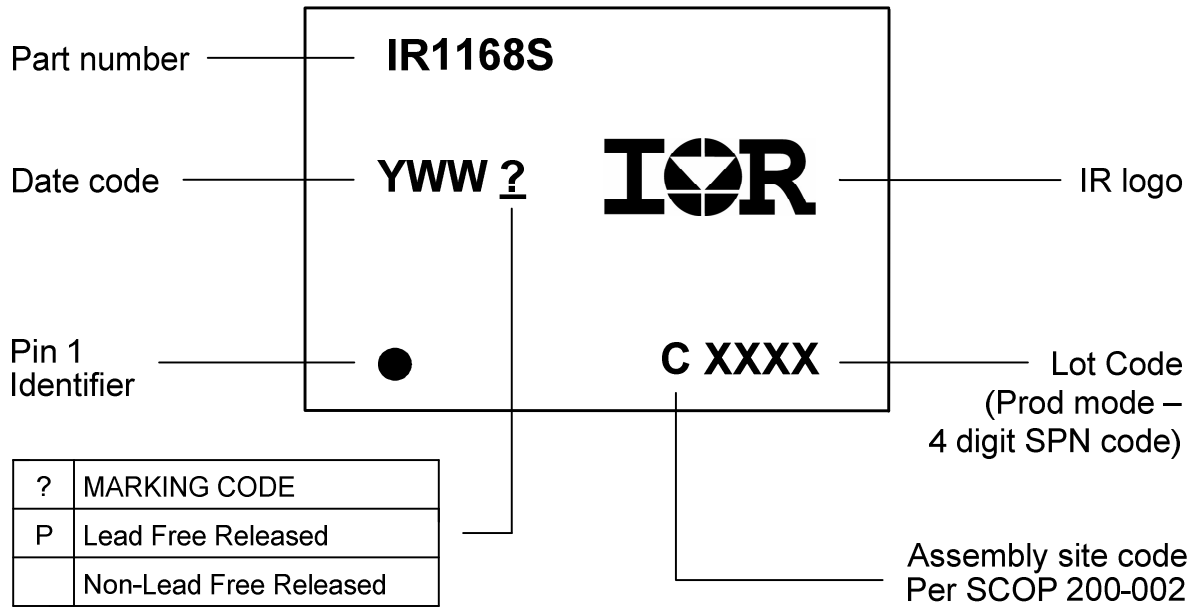 Part number
IR1168S
Date code
YWW ?
IOR
IR logo
Pin 1
Identifier
C XXXX
Lot Code
(Prod mode –
4 digit SPN code)
? MARKING CODE
P Lead Free Released
Non-Lead Free Released
Assembly site code
Per SCOP 200-002